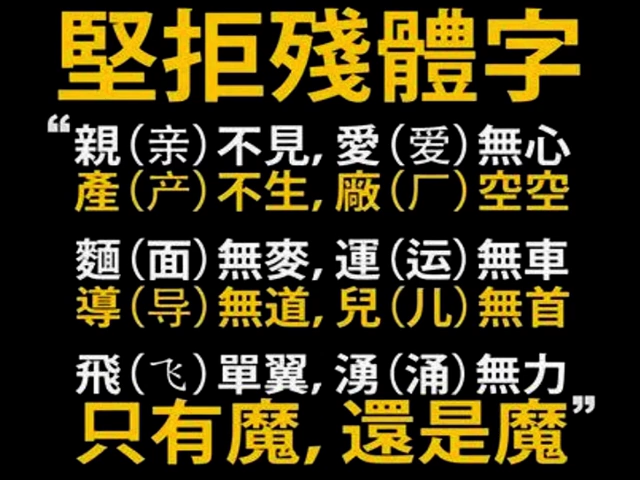 堅拒殘體字
“親（亲）不見, 愛（爱）無心
產（产）不生, 廠（厂）空空
麵（面）無麥, 運（运）無車
導（导）無道, 兒（儿）無首
飛（飞）單翼, 湧（涌）無力
只有魔, 還是魔”